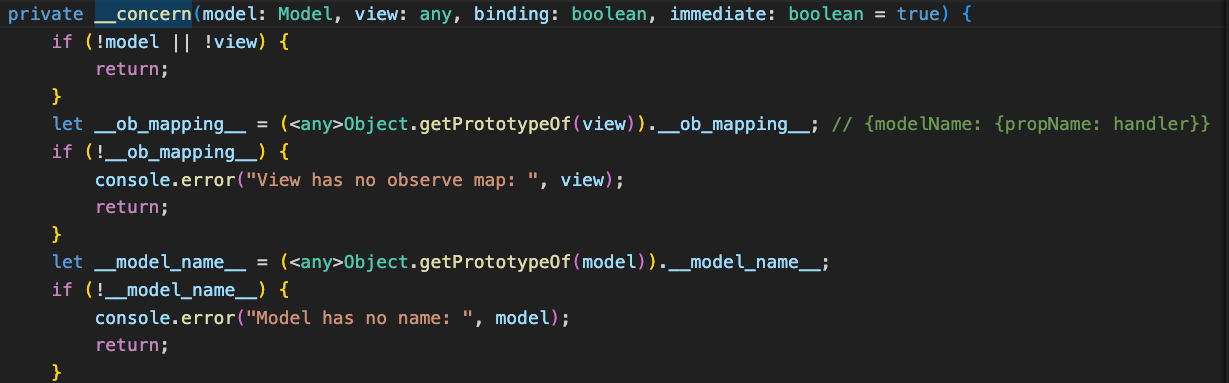 private __concern(model: Model, view: any, binding: boolean, immediate: boolean = true) {
    if (!model || !view) {
        return;
    }
    let __ob_mapping__ = (<any>Object.getPrototypeOf(view)).__ob_mapping__; // {modelName: {propName: handler}}
    if (!__ob_mapping__) {
        console.error("View has no observe map: ", view);
        return;
    }
    let __model_name__ = (<any>Object.getPrototypeOf(model)).__model_name__;
    if (!__model_name__) {
        console.error("Model has no name: ", model);
        return;
    }